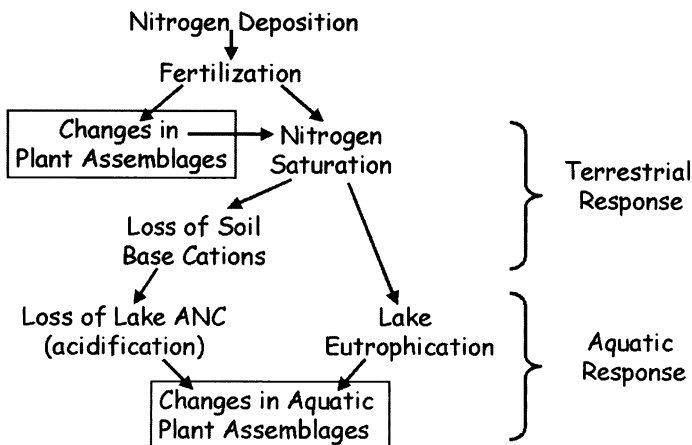 Nitrogen Deposition
Fertilization
Changes in
Plant Assemblages
Nitrogen
Saturation
Terrestrial
Response
Loss of Soil
Base Cations
Loss of Lake ANC
(acidification)
Lake
Eutrophication
Aquatic
Response
Changes in Aquatic
Plant Assemblages